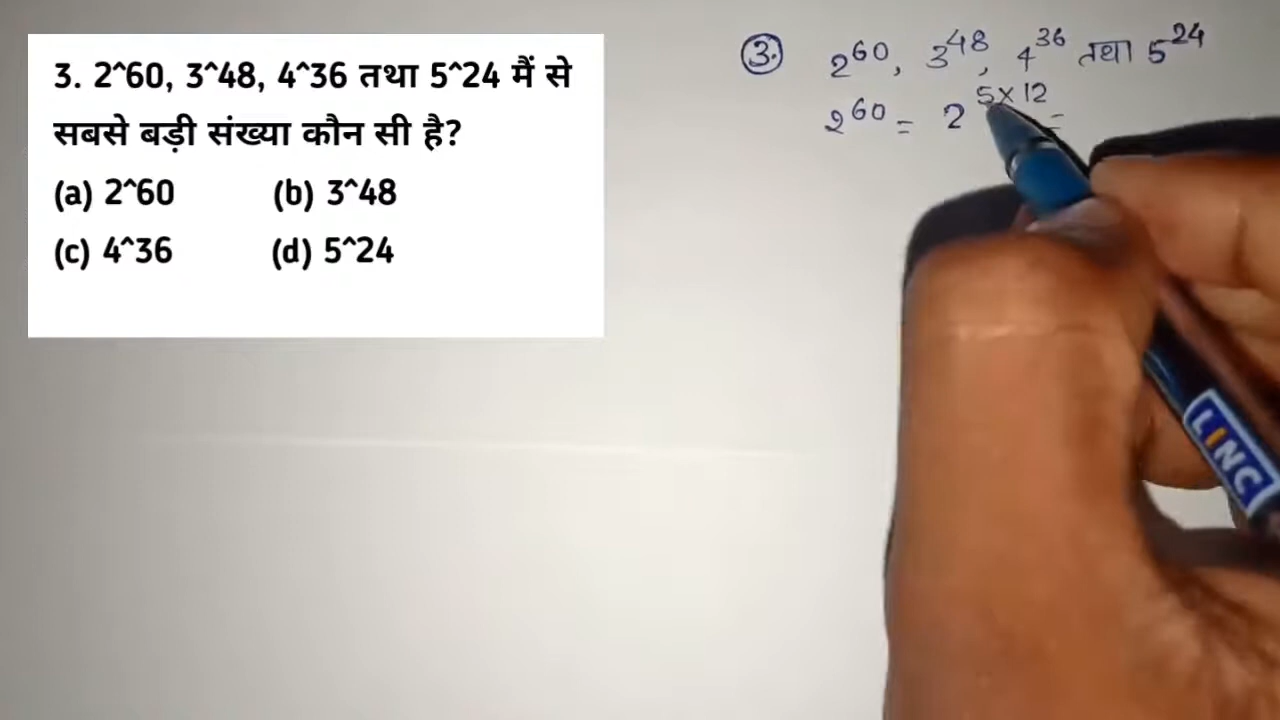 3. 2^60, 3^48, 4^36 तथा 5^24 मैं से
सबसे बड़ी संख्या कौन सी है?
(a) 2^60 (b) 3^48
(c) 4^36 (d) 5^24
3. 2^60, 3^48, 4^36 तथा 5^24
2^60 = 2^5×12 =
LINC